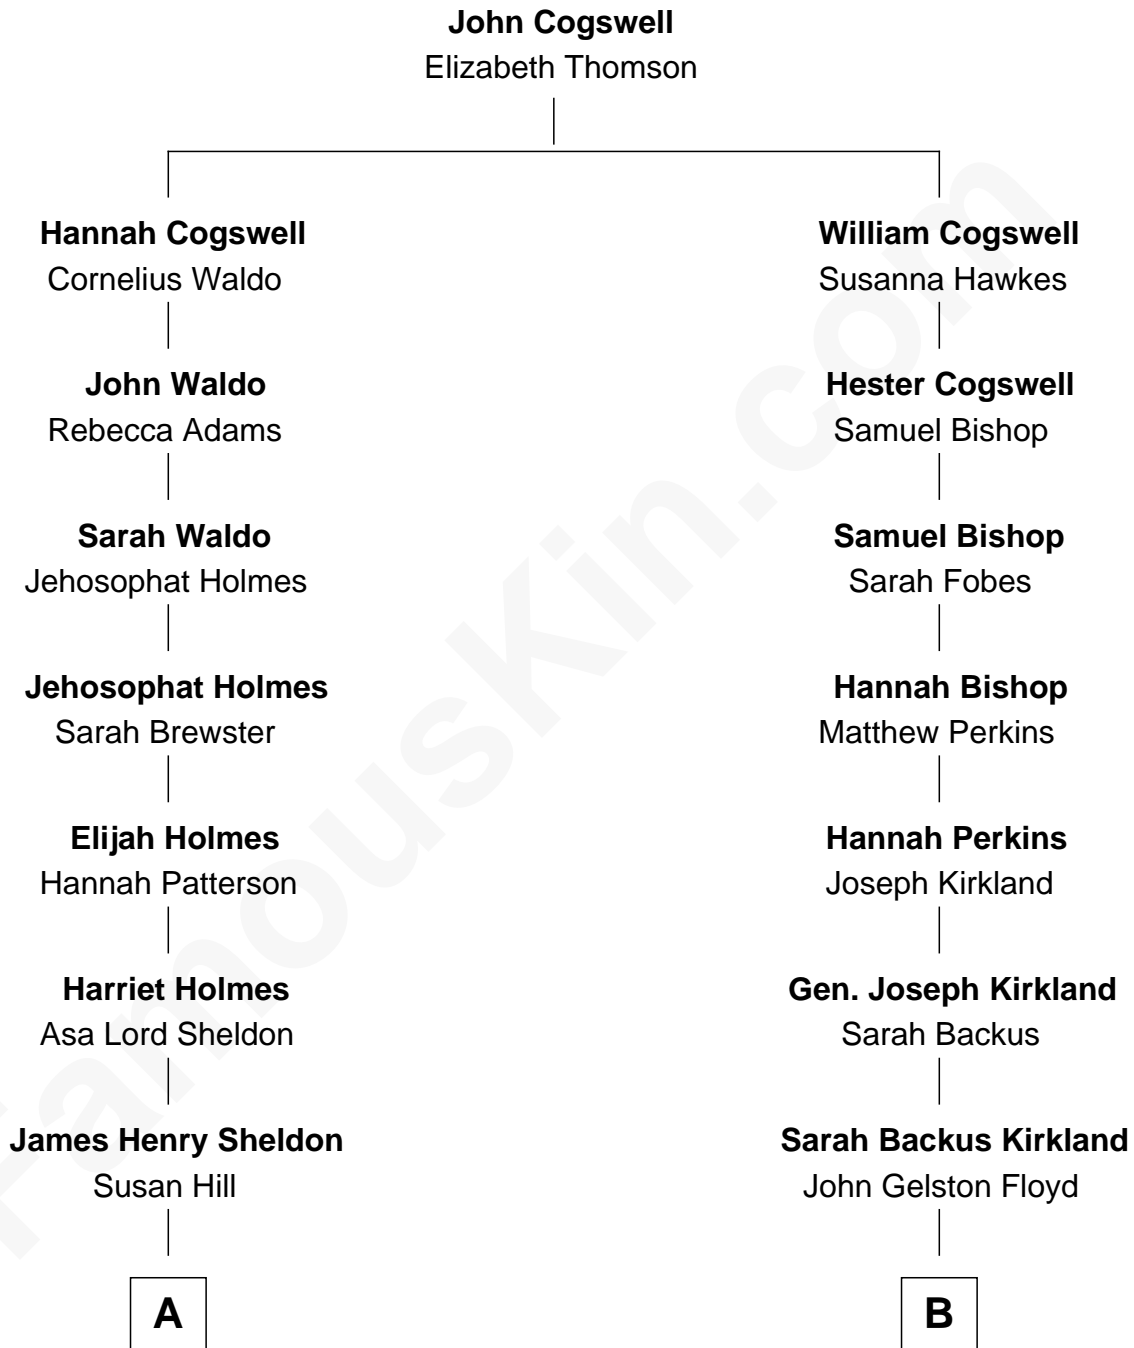 John Cogswell
Elizabeth Thomson
Hannah Cogswell
Cornelius Waldo
William Cogswell
Susanna Hawkes
John Waldo
Rebecca Adams
Hester Cogswell
Samuel Bishop
Sarah Waldo
Jehosophat Holmes
Samuel Bishop
Sarah Fobes
Jehosophat Holmes
Sarah Brewster
Hannah Bishop
Matthew Perkins
Elijah Holmes
Hannah Patterson
Hannah Perkins
Joseph Kirkland
Harriet Holmes
Asa Lord Sheldon
Gen. Joseph Kirkland
Sarah Backus
James Henry Sheldon
Susan Hill
Sarah Backus Kirkland
John Gelston Floyd
A
B
FamousKin.com